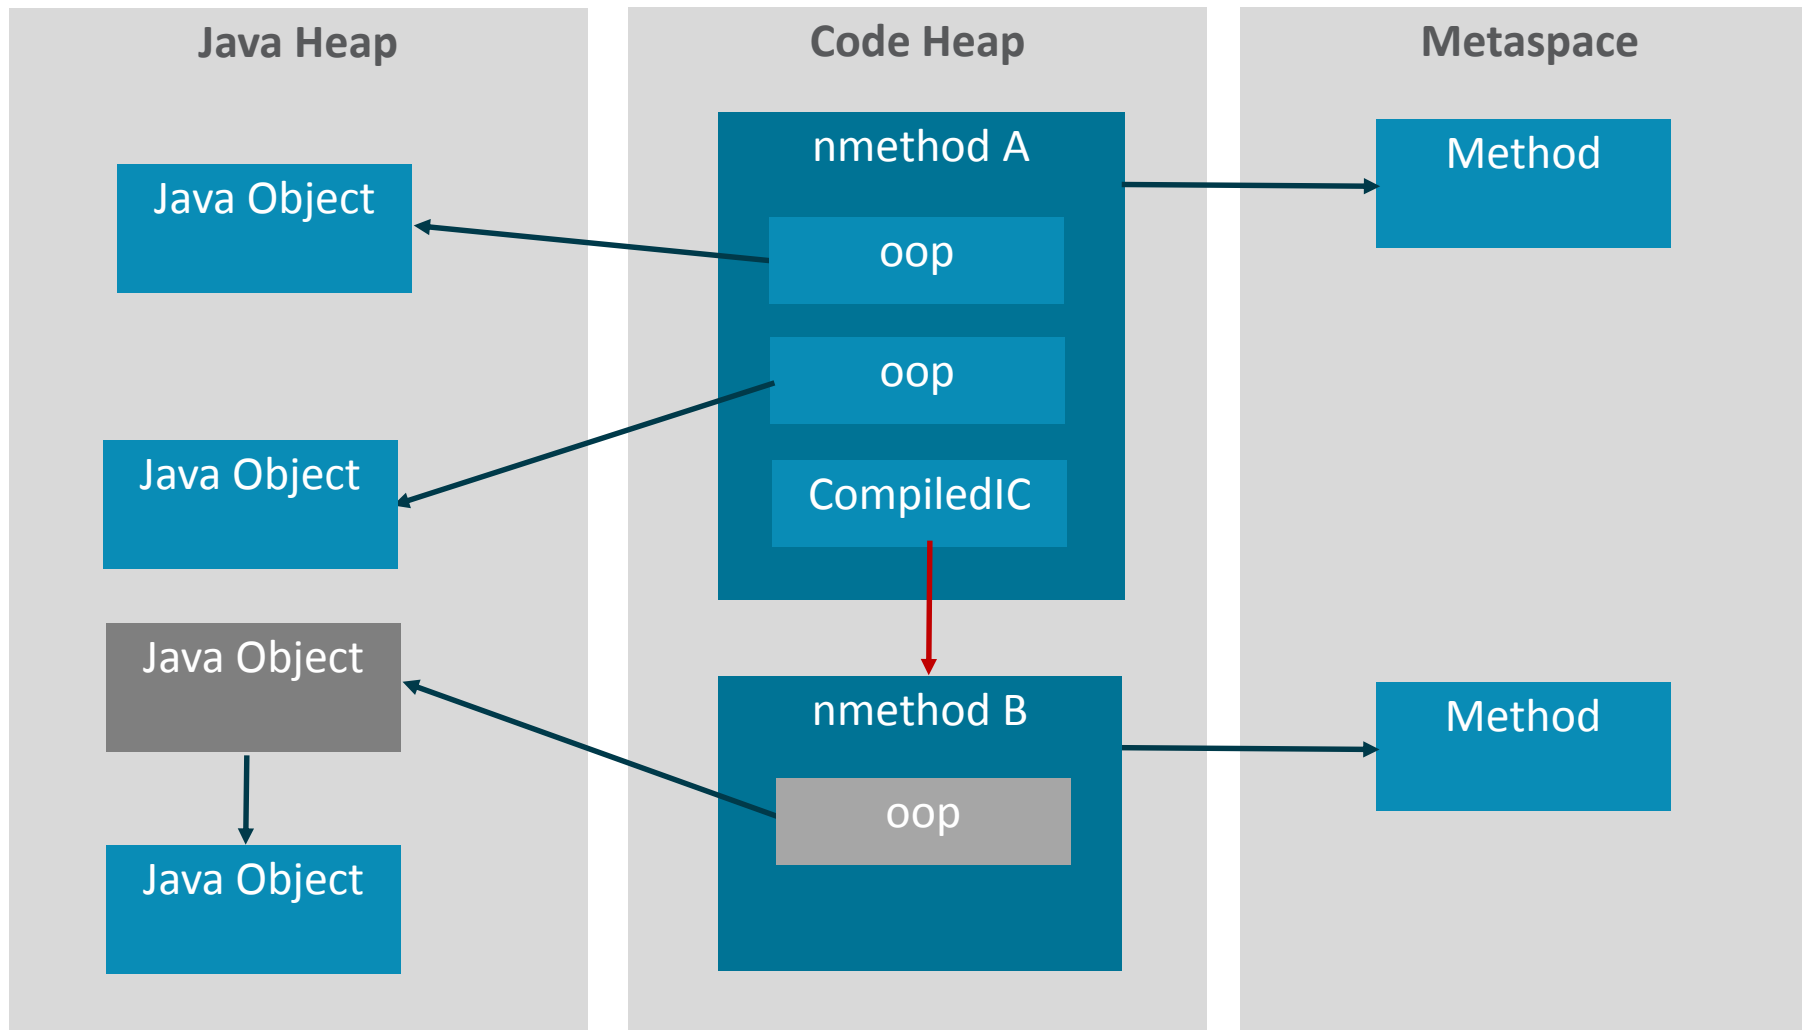 Java Heap
Java Object
Java Object
Java Object
Java Object
Code Heap
nmethod A
oop
oop
CompiledIC
nmethod B
oop
Metaspace
Method
Method